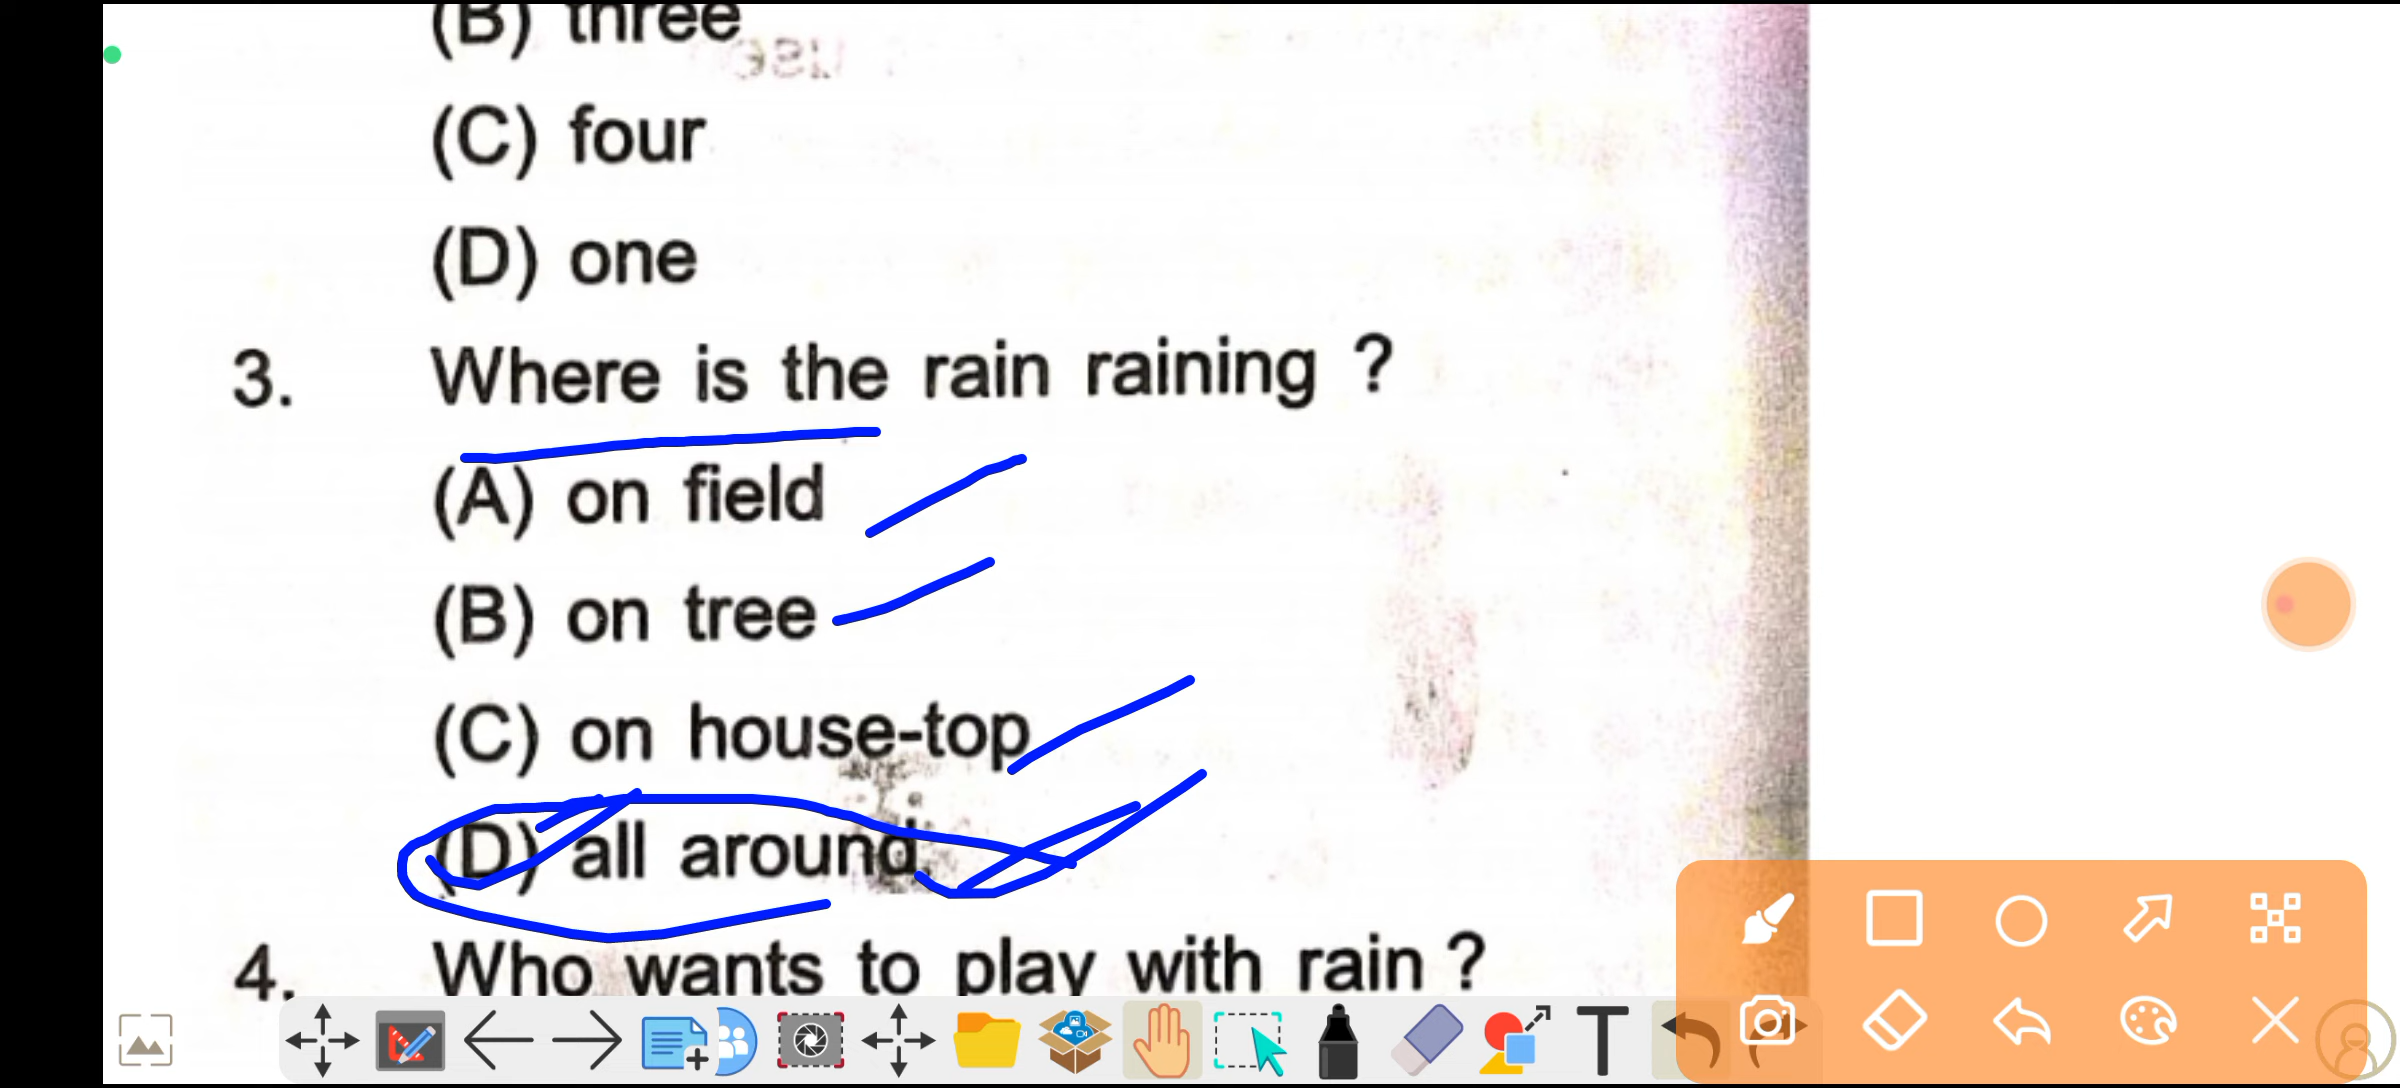 (B) three
(C) four
(D) one
3. Where is the rain raining ?
(A) on field
(B) on tree
(C) on house-top
(D) all around.
4. Who wants to play with rain ?